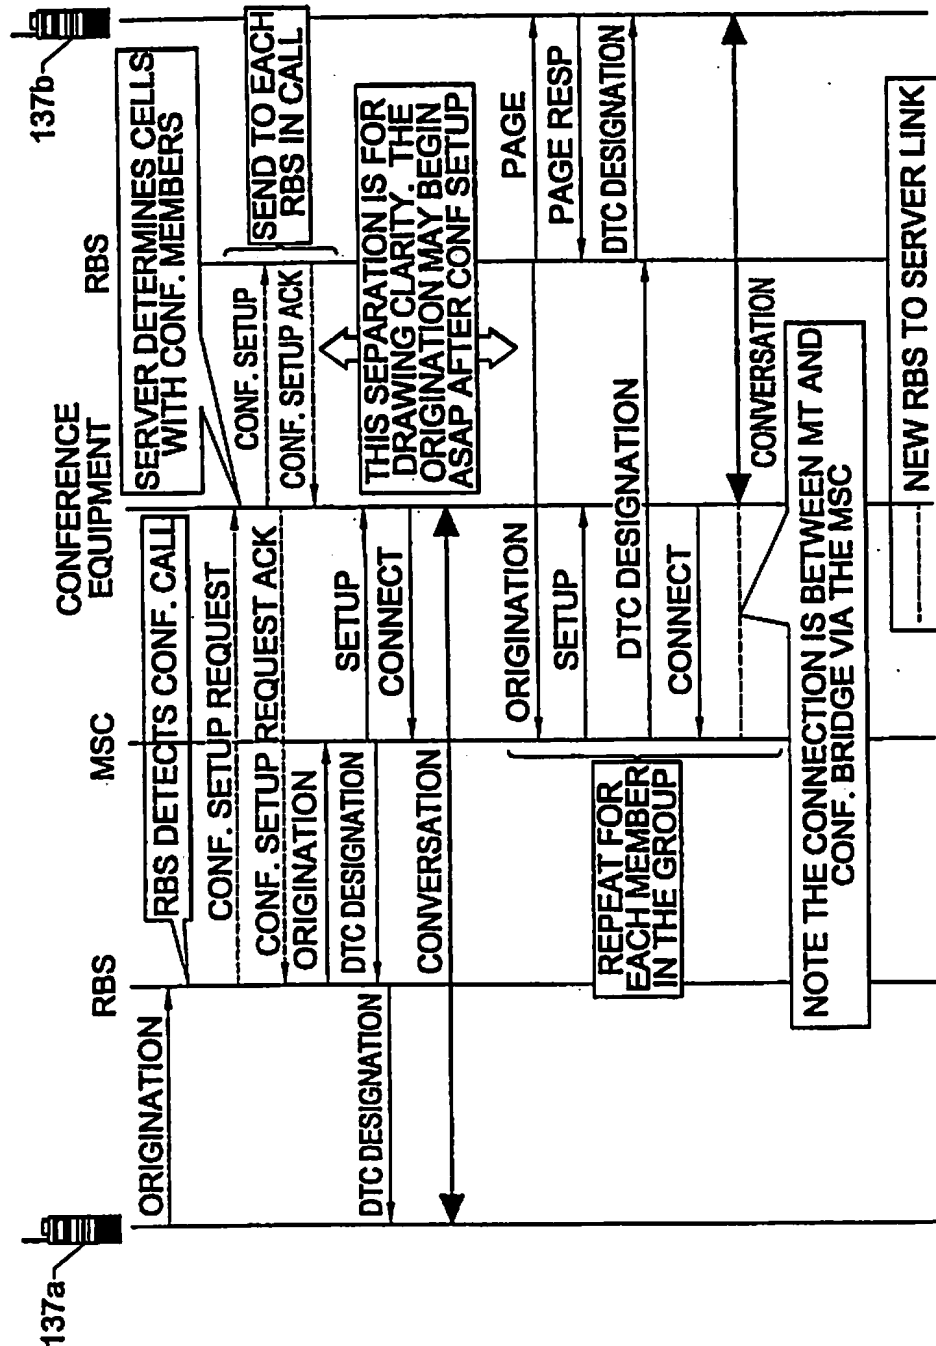 137a
137b
RBS
MSC
CONFERENCE
EQUIPMENT
RBS
ORIGINATION
RBS DETECTS CONF. CALL
SERVER DETERMINES CELLS
WITH CONF. MEMBERS
CONF. SETUP REQUEST
CONF. SETUP
SEND TO EACH
RBS IN CALL
CONF. SETUP REQUEST ACK
CONF. SETUP ACK
ORIGINATION
SETUP
DTC DESIGNATION
DTC DESIGNATION
CONNECT
THIS SEPARATION IS FOR
DRAWING CLARITY. THE
ORIGINATION MAY BEGIN
ASAP AFTER CONF SETUP
CONVERSATION
ORIGINATION
PAGE
SETUP
PAGE RESP
DTC DESIGNATION
DTC DESIGNATION
REPEAT FOR
EACH MEMBER
IN THE GROUP
CONNECT
CONVERSATION
NOTE THE CONNECTION IS BETWEEN MT AND
CONF. BRIDGE VIA THE MSC
NEW RBS TO SERVER LINK